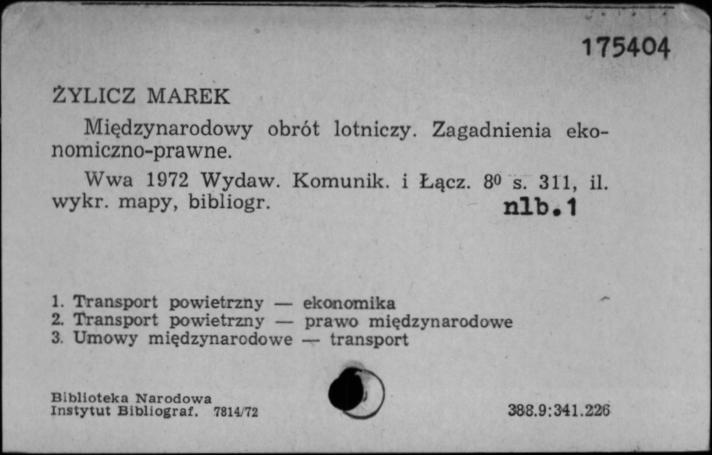 175404
ŻYLICZ MAREK
Międzynarodowy obrót lotniczy. Zagadnienia eko-
nomiczno-prawne.
Wwa 1972 Wydaw. Komunik. i Łącz. 8⁰ s. 311, il.
wykr. mapy, bibliogr.
nlb.1
1. Transport powietrzny — ekonomika
2. Transport powietrzny — prawo międzynarodowe
3. Umowy międzynarodowe — transport
Biblioteka Narodowa
Instytut Bibliograf. 7814/72
388.9:341.226